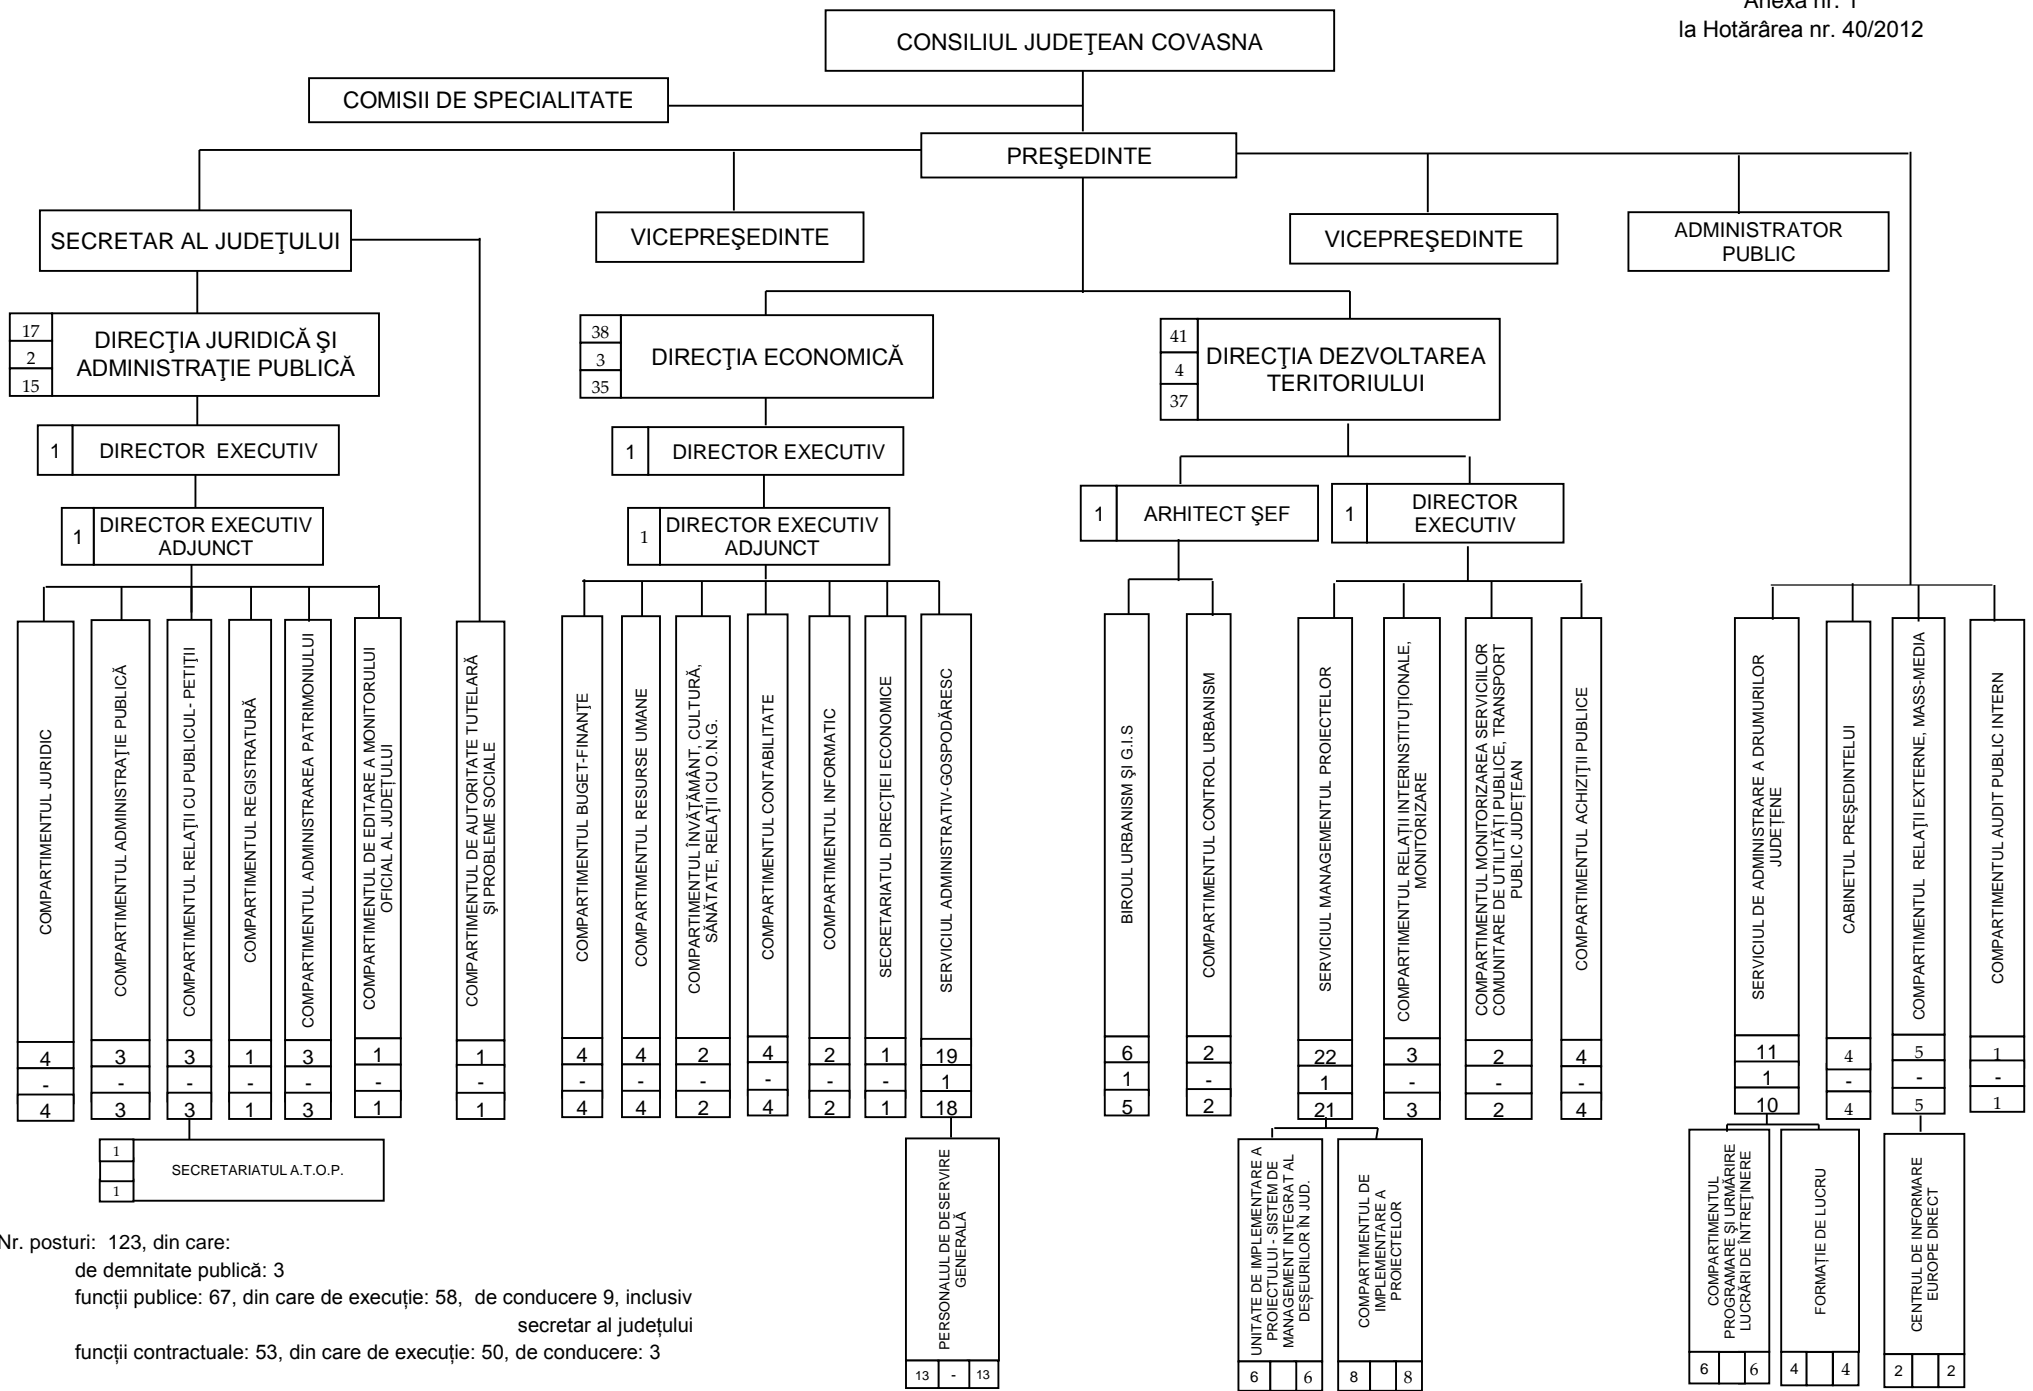 Anexa nr. 1
la Hotărârea nr. 40/2012
CONSILIUL JUDEŢEAN COVASNA
COMISII DE SPECIALITATE
PREŞEDINTE
SECRETAR AL JUDEŢULUI
VICEPREŞEDINTE
VICEPREŞEDINTE
ADMINISTRATOR
PUBLIC
17
2
15
DIRECŢIA JURIDICĂ ŞI
ADMINISTRAŢIE PUBLICĂ
38
3
35
DIRECŢIA ECONOMICĂ
41
4
37
DIRECŢIA DEZVOLTAREA
TERITORIULUI
1 DIRECTOR EXECUTIV
1 DIRECTOR EXECUTIV
1 ARHITECT ŞEF
1 DIRECTOR
EXECUTIV
1 DIRECTOR EXECUTIV
ADJUNCT
1 DIRECTOR EXECUTIV
ADJUNCT
COMPARTIMENTUL JURIDIC
4
-
4
COMPARTIMENTUL ADMINISTRAŢIE PUBLICĂ
3
-
3
COMPARTIMENTUL RELAŢII CU PUBLICUL- PETIŢII
3
-
3
COMPARTIMENTUL REGISTRATURĂ
1
-
1
COMPARTIMENTUL ADMINISTRAREA PATRIMONIULUI
3
-
3
COMPARTIMENTUL DE EDITARE A MONITORULUI
OFICIAL AL JUDEŢULUI
1
-
1
COMPARTIMENTUL DE AUTORITATE TUTELARĂ
ŞI PROBLEME SOCIALE
1
-
1
COMPARTIMENTUL BUGET-FINANŢE
4
-
4
COMPARTIMENTUL RESURSE UMANE
4
-
4
COMPARTIMENTUL ÎNVĂŢĂMÂNT, CULTURĂ,
SĂNĂTATE, RELAŢII CU O.N.G.
2
-
2
COMPARTIMENTUL CONTABILITATE
4
-
4
COMPARTIMENTUL INFORMATIC
2
-
2
SECRETARIATUL DIRECŢIEI ECONOMICE
1
-
1
SERVICIUL ADMINISTRATIV-GOSPODĂRESC
19
1
18
BIROUL URBANISM ŞI G.I.S
6
1
5
COMPARTIMENTUL CONTROL URBANISM
2
-
2
SERVICIUL MANAGEMENTUL PROIECTELOR
22
1
21
COMPARTIMENTUL RELAŢII INTERINSTITUŢIONALE,
MONITORIZARE
3
-
3
COMPARTIMENTUL MONITORIZAREA SERVICIILOR
COMUNITARE DE UTILITĂŢI PUBLICE, TRANSPORT
PUBLIC JUDEŢEAN
2
-
2
COMPARTIMENTUL ACHIZIŢII PUBLICE
4
-
4
SERVICIUL DE ADMINISTRARE A DRUMURILOR
JUDEŢENE
11
1
10
CABINETUL PREŞEDINTELUI
4
-
4
COMPARTIMENTUL RELAŢII EXTERNE, MASS-MEDIA
5
-
5
COMPARTIMENTUL AUDIT PUBLIC INTERN
1
-
1
1
1
SECRETARIATUL A.T.O.P.
PERSONALUL DE DESERVIRE
GENERALĂ
13 - 13
UNITATE DE IMPLEMENTARE A
PROIECTULUI - SISTEM DE
MANAGEMENT INTEGRAT AL
DEŞEURILOR ÎN JUD.
6 6
COMPARTIMENTUL DE
IMPLEMENTARE A
PROIECTELOR
8 8
COMPARTIMENTUL
PROGRAMARE ŞI URMĂRIRE
LUCRĂRI DE ÎNTREŢINERE
6 6
FORMAŢIE DE LUCRU
4 4
CENTRUL DE INFORMARE
EUROPE DIRECT
2 2
Nr. posturi: 123, din care:
de demnitate publică: 3
funcții publice: 67, din care de execuție: 58, de conducere 9, inclusiv
secretar al județului
funcții contractuale: 53, din care de execuție: 50, de conducere: 3